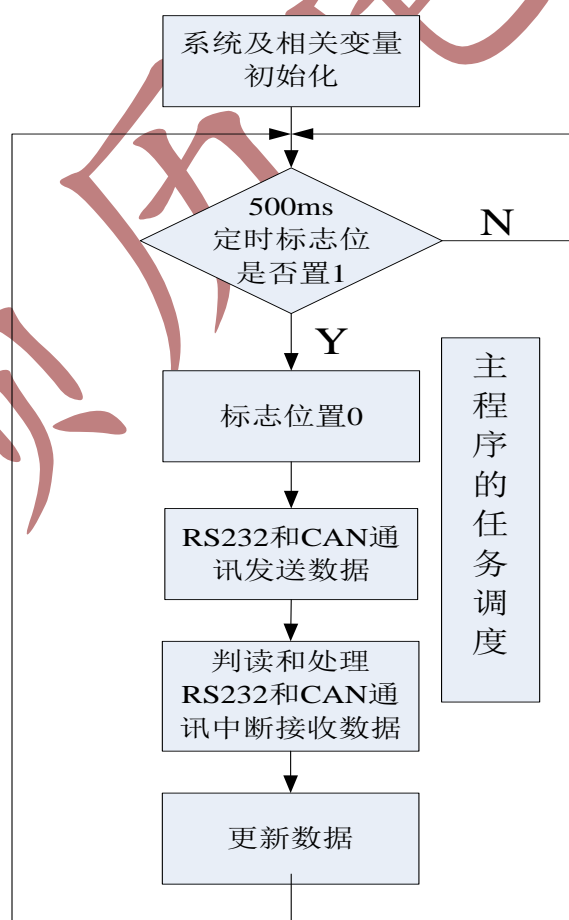 系统及相关变量
初始化
500ms
定时标志位
是否置1
N
Y
标志位置0
主程序的任务调度
RS232和CAN通
讯发送数据
判读和处理
RS232和CAN通
讯中断接收数据
更新数据